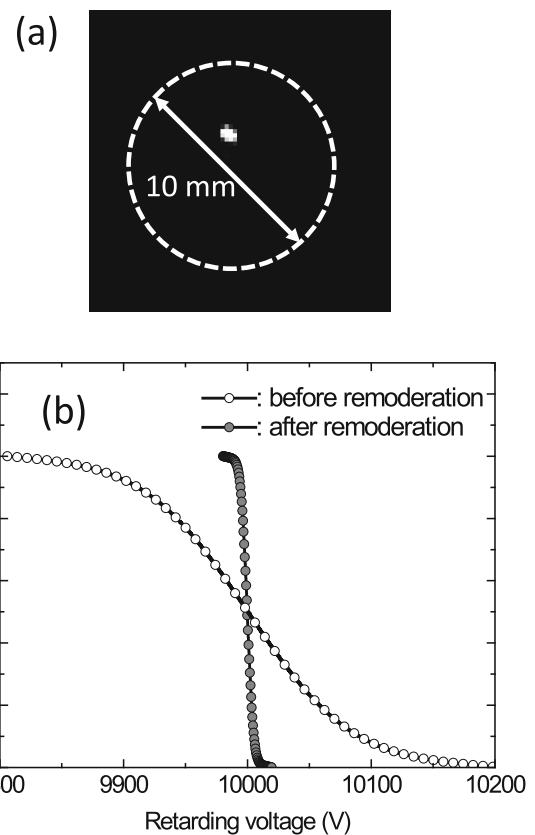 (a)
10 mm
(b)
: before remoderation
: after remoderation
00 9900 10000 10100 10200
Retarding voltage (V)